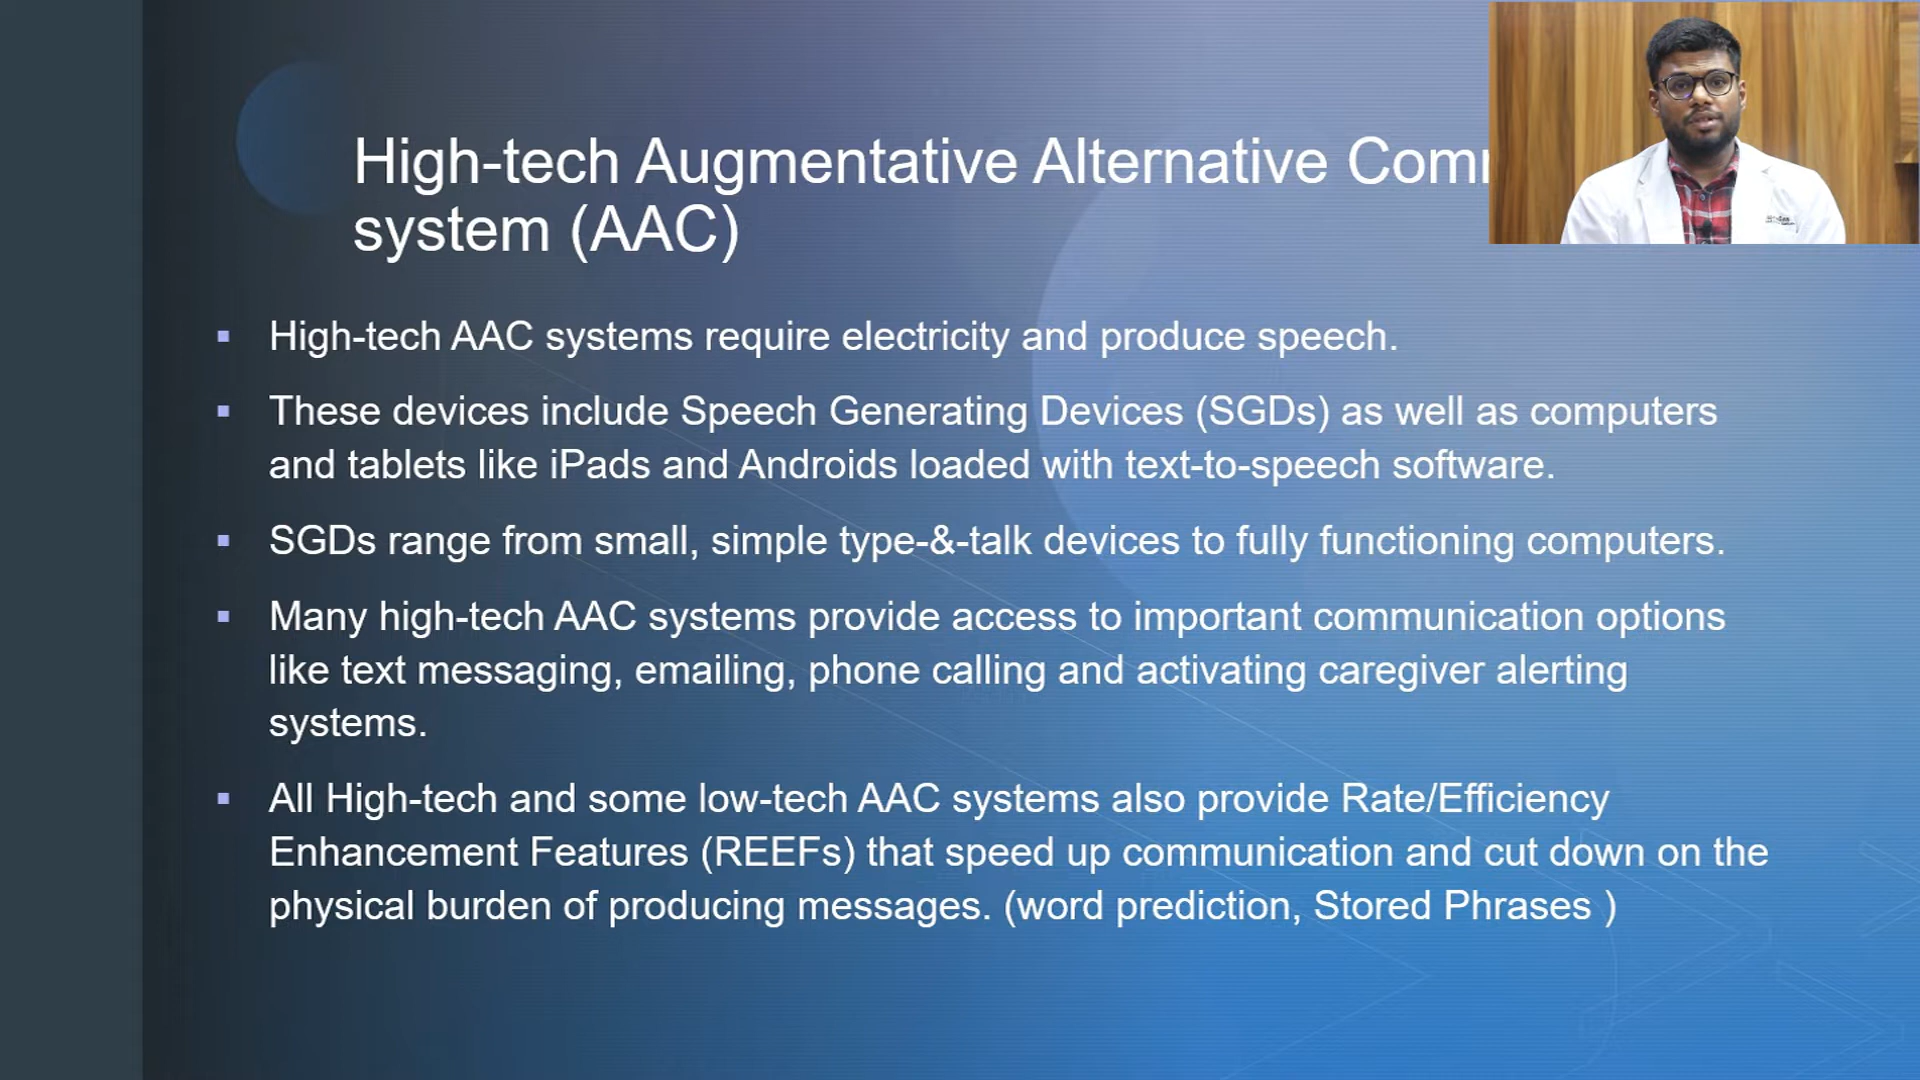 High-tech Augmentative Alternative Com
system (AAC)
▪ High-tech AAC systems require electricity and produce speech.
▪ These devices include Speech Generating Devices (SGDs) as well as computers
and tablets like iPads and Androids loaded with text-to-speech software.
▪ SGDs range from small, simple type-&-talk devices to fully functioning computers.
▪ Many high-tech AAC systems provide access to important communication options
like text messaging, emailing, phone calling and activating caregiver alerting
systems.
▪ All High-tech and some low-tech AAC systems also provide Rate/Efficiency
Enhancement Features (REEFs) that speed up communication and cut down on the
physical burden of producing messages. (word prediction, Stored Phrases )